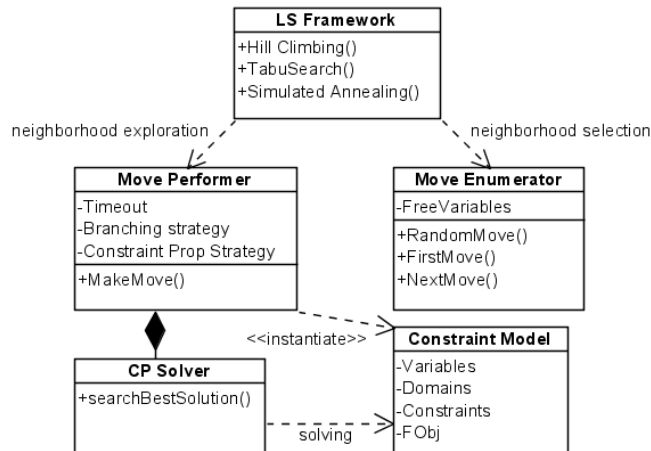 LS Framework
+Hill Climbing()
+TabuSearch()
+Simulated Annealing()
neighborhood exploration
neighborhood selection
Move Performer
-Timeout
-Branching strategy
-Constraint Prop Strategy
+MakeMove()
Move Enumerator
-FreeVariables
+RandomMove()
+FirstMove()
+NextMove()
<<instantiate>>
CP Solver
+searchBestSolution()
solving
Constraint Model
-Variables
-Domains
-Constraints
-FObj